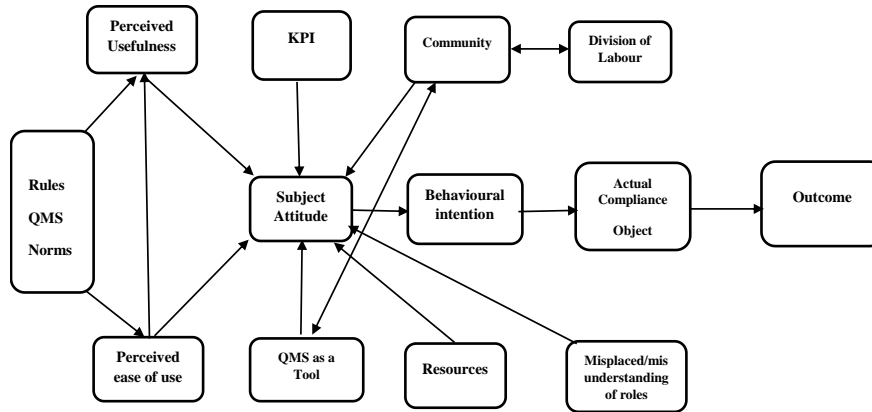 Perceived
Usefulness
KPI
Community
Division of
Labour
Rules
QMS
Norms
Subject
Attitude
Behavioural
intention
Actual
Compliance
Object
Outcome
Perceived
ease of use
QMS as a
Tool
Resources
Misplaced/mis
understanding
of roles